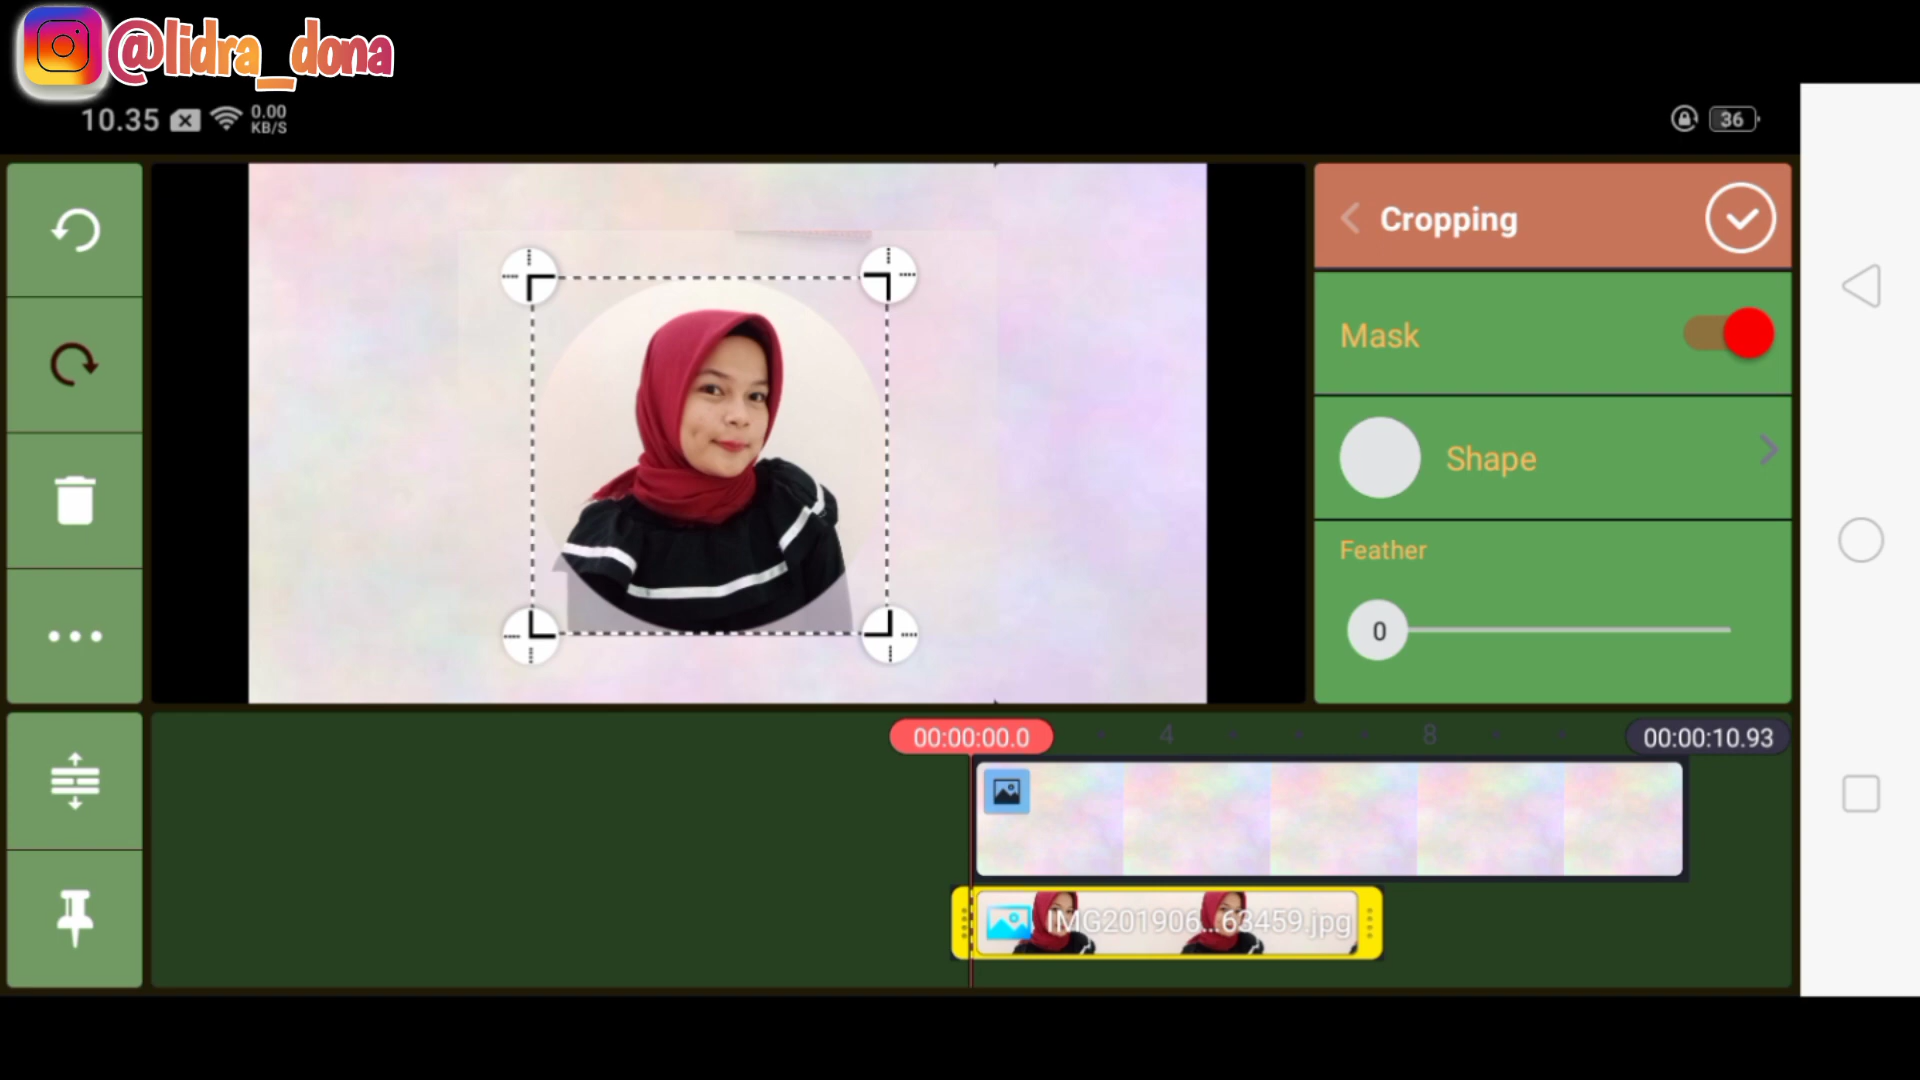 @lidra_dona
10.35
0.00
KB/S
36
Cropping
Mask
Shape
Feather
0
00:00:00.0
4
8
00:00:10.93
IMG201906...63459.jpg